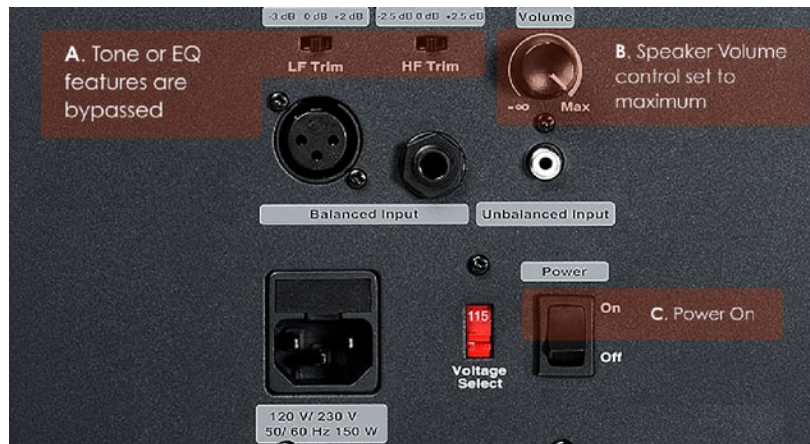 -3 dB 0 dB +2 dB -2.5 dB 0 dB +2.5 dB Volume
A. Tone or EQ
features are
bypassed
LF Trim HF Trim
B. Speaker Volume
control set to
maximum
-∞ Max
Balanced Input Unbalanced Input
Power
115
On
C. Power On
Off
Voltage
Select
120 V/ 230 V
50/ 60 Hz 150 W